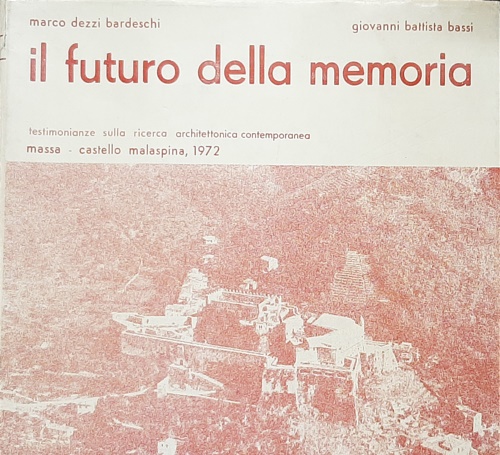 marco dezzi bardeschi giovanni battista bassi
il futuro della memoria
testimonianze sulla ricerca architettonica contemporanea
massa - castello malaspina, 1972